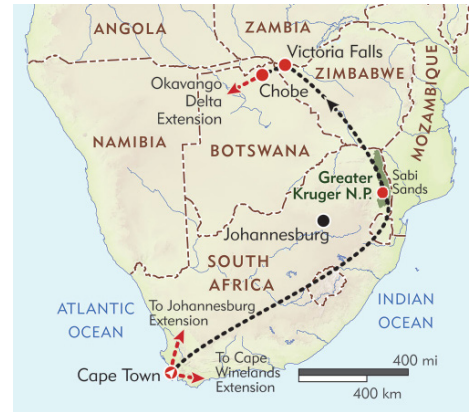 ANGOLA
ZAMBIA
Victoria Falls
ZIMBABWE
MOZAMBIQUE
Okavango
Delta
Extension
Chobe
NAMIBIA
BOTSWANA
Greater
Kruger N.P.
Sabi
Sands
Johannesburg
SOUTH
AFRICA
ATLANTIC
OCEAN
To Johannesburg
Extension
INDIAN
OCEAN
Cape Town
To Cape
Winelands
Extension
400 mi
400 km